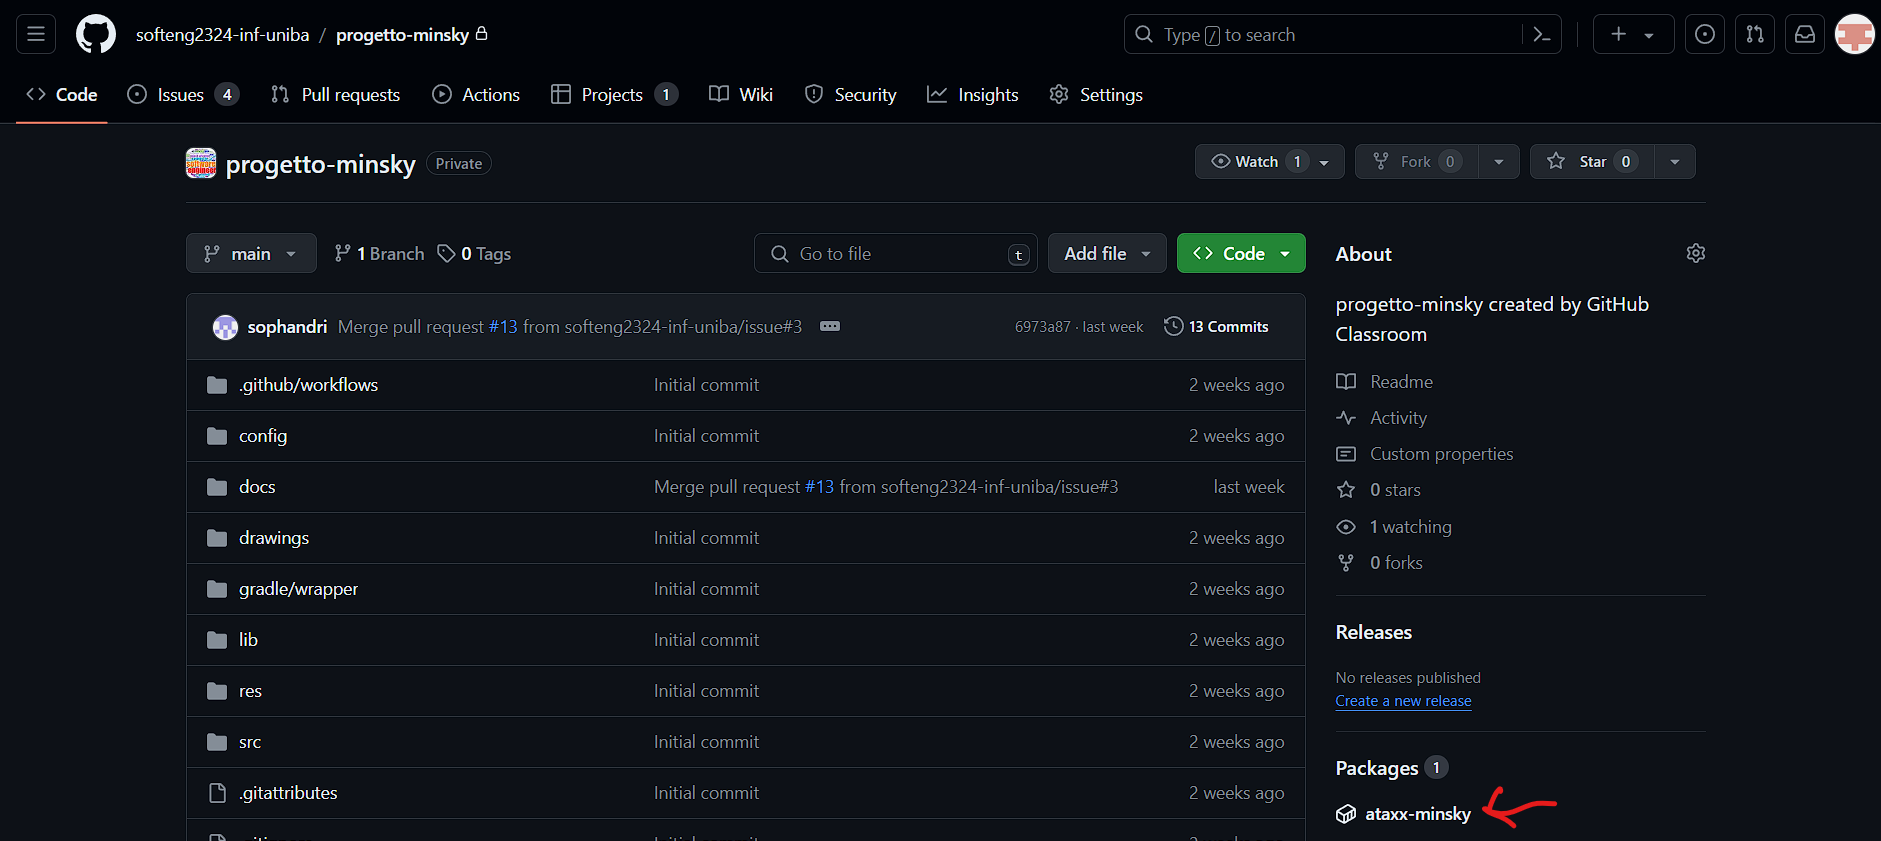 softeng2324-inf-uniba / progetto-minsky
Type / to search
Code
Issues 4
Pull requests
Actions
Projects 1
Wiki
Security
Insights
Settings
progetto-minsky Private
Watch 1
Fork 0
Star 0
main
1 Branch
0 Tags
Go to file t
Add file
Code
sophandri Merge pull request #13 from softeng2324-inf-uniba/issue#3
6973a87 · last week
13 Commits
.github/workflows Initial commit 2 weeks ago
config Initial commit 2 weeks ago
docs Merge pull request #13 from softeng2324-inf-uniba/issue#3 last week
drawings Initial commit 2 weeks ago
gradle/wrapper Initial commit 2 weeks ago
lib Initial commit 2 weeks ago
res Initial commit 2 weeks ago
src Initial commit 2 weeks ago
.gitattributes Initial commit 2 weeks ago
About
progetto-minsky created by GitHub
Classroom
Readme
Activity
Custom properties
0 stars
1 watching
0 forks
Releases
No releases published
Create a new release
Packages 1
ataxx-minsky